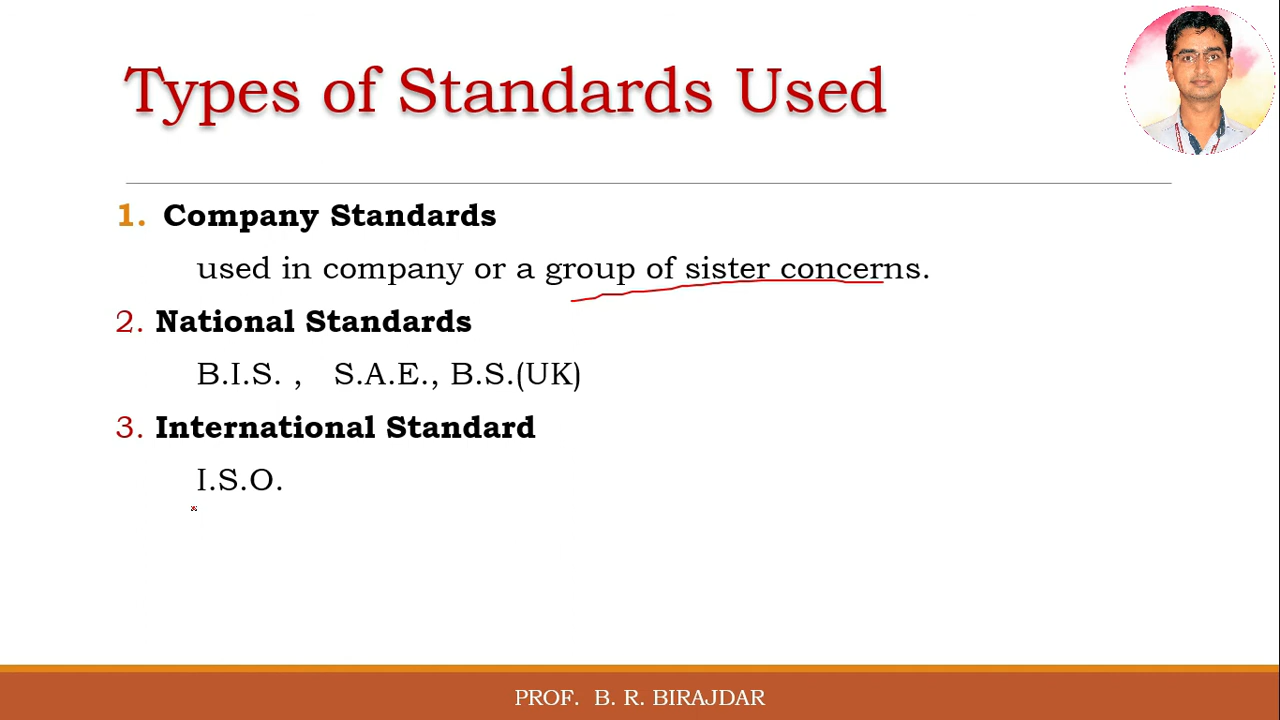 Types of Standards Used
1. Company Standards
used in company or a group of sister concerns.
2. National Standards
B.I.S. , S.A.E., B.S.(UK)
3. International Standard
I.S.O.
PROF. B. R. BIRAJDAR